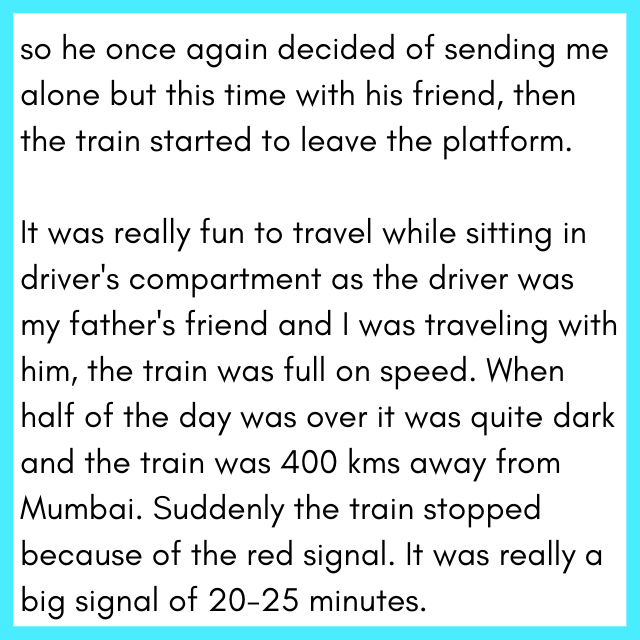 so he once again decided of sending me
alone but this time with his friend, then
the train started to leave the platform.

It was really fun to travel while sitting in
driver's compartment as the driver was
my father's friend and I was traveling with
him, the train was full on speed. When
half of the day was over it was quite dark
and the train was 400 kms away from
Mumbai. Suddenly the train stopped
because of the red signal. It was really a
big signal of 20-25 minutes.